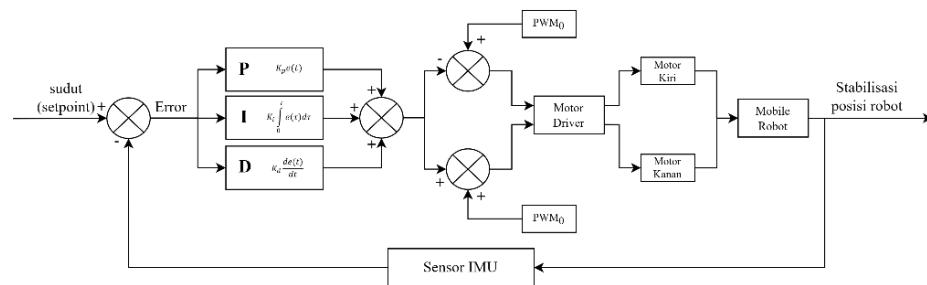 sudut
(setpoint)
+
-
Error
P K_p e(t)
I K_i ∫_0^t e(τ)dτ
D K_d de(t)/dt
+
+
+
-
+
PWM₀
+
+
PWM₀
Motor
Driver
Motor
Kiri
Motor
Kanan
Mobile
Robot
Stabilisasi
posisi robot
Sensor IMU